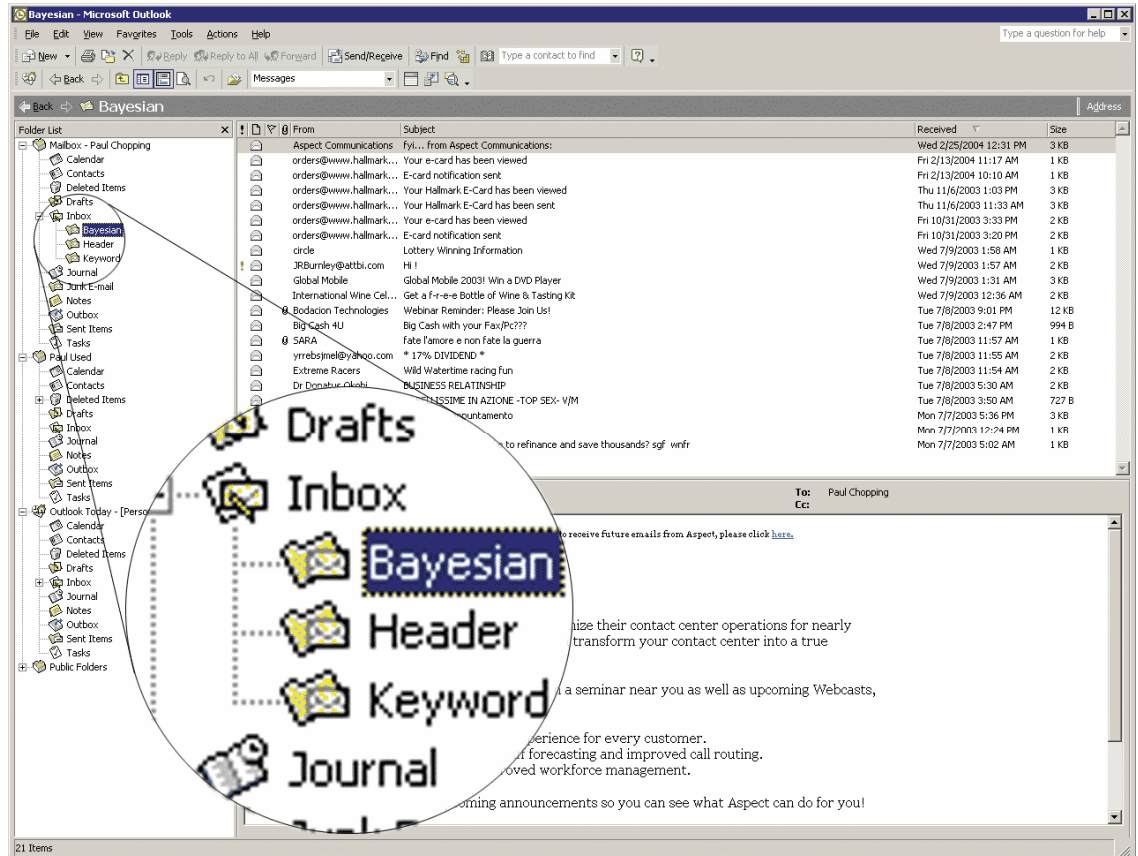 Bayesian - Microsoft Outlook
File Edit View Favorites Tools Actions Help Type a question for help
New Reply Reply to All Forward Send/Receive Find Type a contact to find
Back Messages
Back Bayesian Address
Folder List
Mailbox - Paul Chopping
Calendar
Contacts
Deleted Items
Drafts
Inbox
Bayesian
Header
Keyword
Journal
Junk E-mail
Notes
Outbox
Sent Items
Tasks
Paul Used
Calendar
Contacts
Deleted Items
Drafts
Inbox
Journal
Notes
Outbox
Sent Items
Tasks
Outlook Today - [Perso
Calendar
Contacts
Deleted Items
Drafts
Inbox
Journal
Notes
Outbox
Sent Items
Tasks
Public Folders
! From Subject Received Size
Aspect Communications fyi... from Aspect Communications: Wed 2/25/2004 12:31 PM 3 KB
orders@www.hallmark... Your e-card has been viewed Fri 2/13/2004 11:17 AM 1 KB
orders@www.hallmark... E-card notification sent Fri 2/13/2004 10:10 AM 1 KB
orders@www.hallmark... Your Hallmark E-Card has been viewed Thu 11/6/2003 1:03 PM 3 KB
orders@www.hallmark... Your Hallmark E-Card has been sent Thu 11/6/2003 11:33 AM 3 KB
orders@www.hallmark... Your e-card has been viewed Fri 10/31/2003 3:33 PM 2 KB
orders@www.hallmark... E-card notification sent Fri 10/31/2003 3:20 PM 2 KB
circle Lottery Winning Information Wed 7/9/2003 1:58 AM 1 KB
! JRBurnley@attbi.com Hi ! Wed 7/9/2003 1:57 AM 2 KB
Global Mobile Global Mobile 2003! Win a DVD Player Wed 7/9/2003 1:31 AM 3 KB
International Wine Cel... Get a f-r-e-e Bottle of Wine & Tasting Kit Wed 7/9/2003 12:36 AM 2 KB
Bodacion Technologies Webinar Reminder: Please Join Us! Tue 7/8/2003 9:01 PM 12 KB
Big Cash 4U Big Cash with your Fax/Pc??? Tue 7/8/2003 2:47 PM 994 B
SARA fate l'amore e non fate la guerra Tue 7/8/2003 11:57 AM 1 KB
yrrebsjmel@yahoo.com * 17% DIVIDEND * Tue 7/8/2003 11:55 AM 2 KB
Extreme Racers Wild Watertime racing fun Tue 7/8/2003 11:54 AM 2 KB
Dr Donatus Okobi BUSINESS RELATINSHIP Tue 7/8/2003 5:30 AM 2 KB
LISSIME IN AZIONE -TOP SEX- V/M Tue 7/8/2003 3:50 AM 727 B
puntamento Mon 7/7/2003 5:36 PM 3 KB
Mon 7/7/2003 12:24 PM 1 KB
to refinance and save thousands? sgf wnfr Mon 7/7/2003 5:02 AM 1 KB
To: Paul Chopping
Cc:
to receive future emails from Aspect, please click here.
nize their contact center operations for nearly
transform your contact center into a true
a seminar near you as well as upcoming Webcasts,
perience for every customer.
forecasting and improved call routing.
oved workforce management.
oming announcements so you can see what Aspect can do for you!
Drafts
Inbox
Bayesian
Header
Keyword
Journal
21 Items